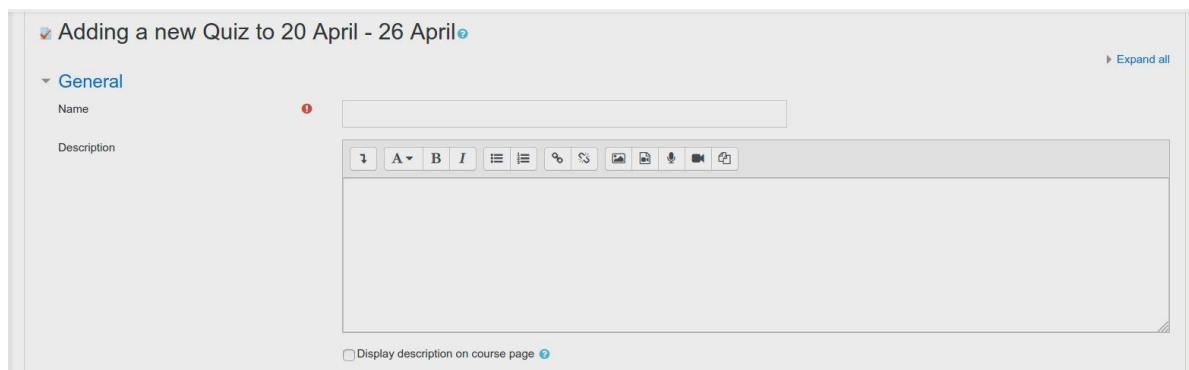 Adding a new Quiz to 20 April - 26 April
Expand all
General
Name
Description
A B I
Display description on course page